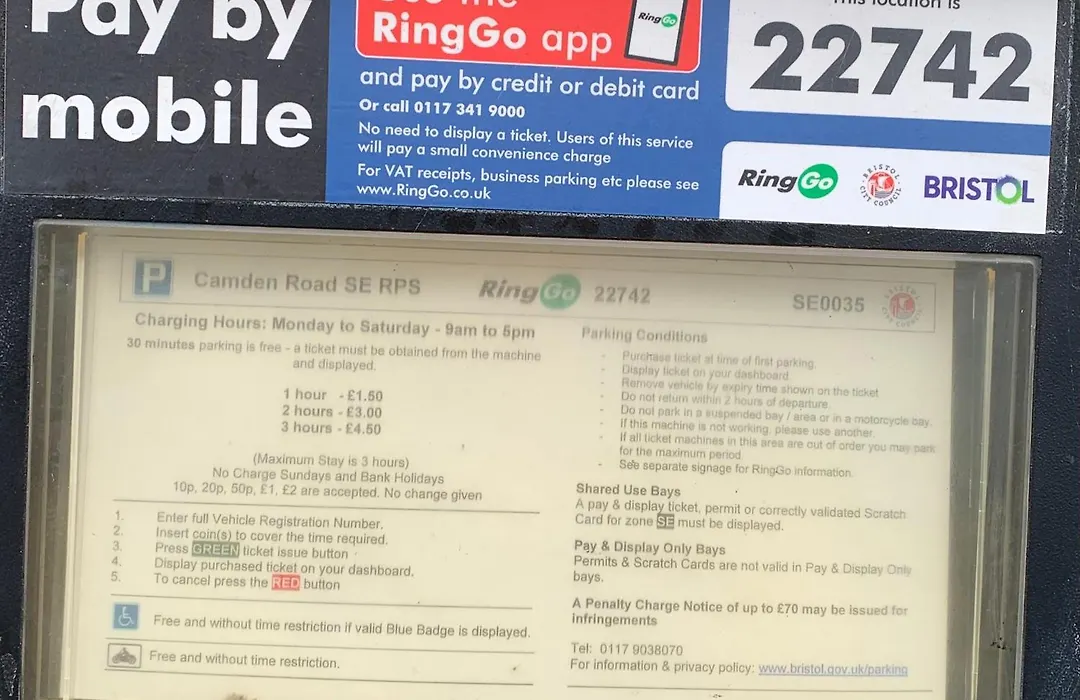 Pay by
mobile
RingGo app
and pay by credit or debit card
Or call 0117 341 9000
No need to display a ticket. Users of this service
will pay a small convenience charge
For VAT receipts, business parking etc please see
www.RingGo.co.uk
RingGo
This location is
22742
RingGo
BRISTOL
CITY COUNCIL
BRISTOL
P
Camden Road SE RPS
RingGo 22742
SE0035
BRISTOL
CITY COUNCIL
Charging Hours: Monday to Saturday - 9am to 5pm
30 minutes parking is free - a ticket must be obtained from the machine
and displayed.
1 hour - £1.50
2 hours - £3.00
3 hours - £4.50
(Maximum Stay is 3 hours)
No Charge Sundays and Bank Holidays
10p, 20p, 50p, £1, £2 are accepted. No change given
1. Enter full Vehicle Registration Number.
2. Insert coin(s) to cover the time required.
3. Press GREEN ticket issue button
4. Display purchased ticket on your dashboard.
5. To cancel press the RED button
Free and without time restriction if valid Blue Badge is displayed.
Free and without time restriction.
Parking Conditions
- Purchase ticket at time of first parking.
- Display ticket on your dashboard.
- Remove vehicle by expiry time shown on the ticket
- Do not return within 2 hours of departure.
- Do not park in a suspended bay / area or in a motorcycle bay.
- If this machine is not working, please use another.
- If all ticket machines in this area are out of order you may park
for the maximum period
- See separate signage for RingGo information.
Shared Use Bays
A pay & display ticket, permit or correctly validated Scratch
Card for zone SE must be displayed.
Pay & Display Only Bays
Permits & Scratch Cards are not valid in Pay & Display Only
bays.
A Penalty Charge Notice of up to £70 may be issued for
infringements
Tel: 0117 9038070
For information & privacy policy: www.bristol.gov.uk/parking